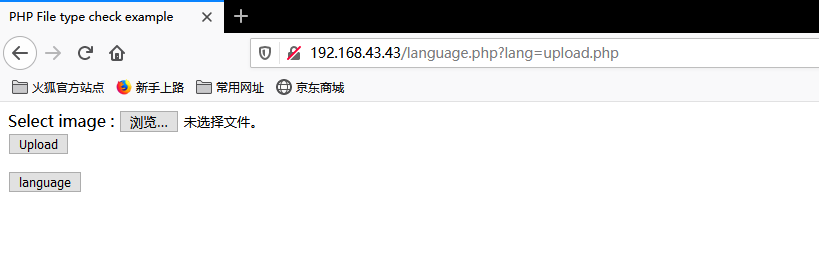 PHP File type check example
192.168.43.43/language.php?lang=upload.php
火狐官方站点 新手上路 常用网址 京东商城
Select image : 浏览... 未选择文件。
Upload
language